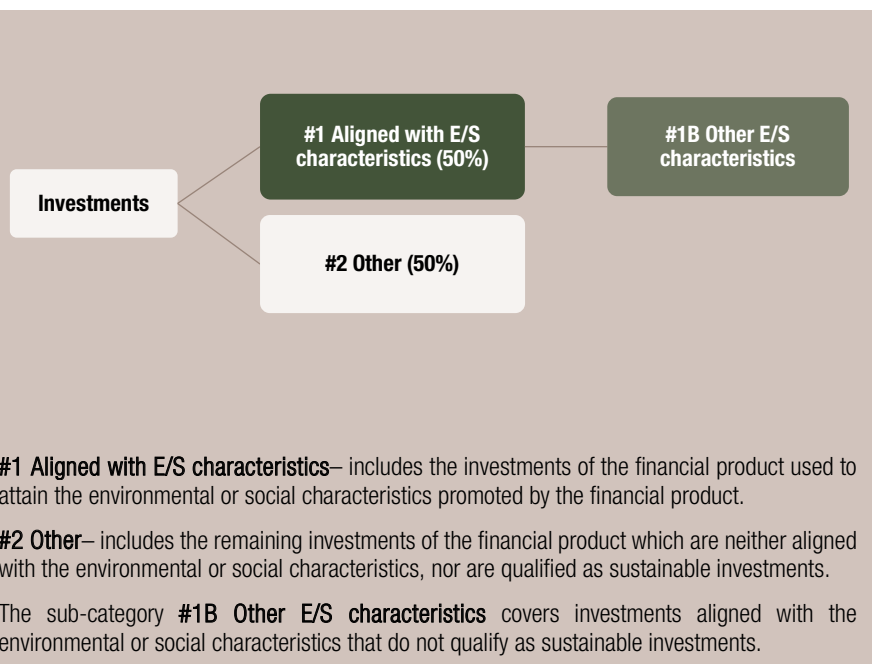 #1 Aligned with E/S
characteristics (50%)
#1B Other E/S
characteristics
Investments
#2 Other (50%)
#1 Aligned with E/S characteristics– includes the investments of the financial product used to
attain the environmental or social characteristics promoted by the financial product.
#2 Other– includes the remaining investments of the financial product which are neither aligned
with the environmental or social characteristics, nor are qualified as sustainable investments.
The sub-category #1B Other E/S characteristics covers investments aligned with the
environmental or social characteristics that do not qualify as sustainable investments.